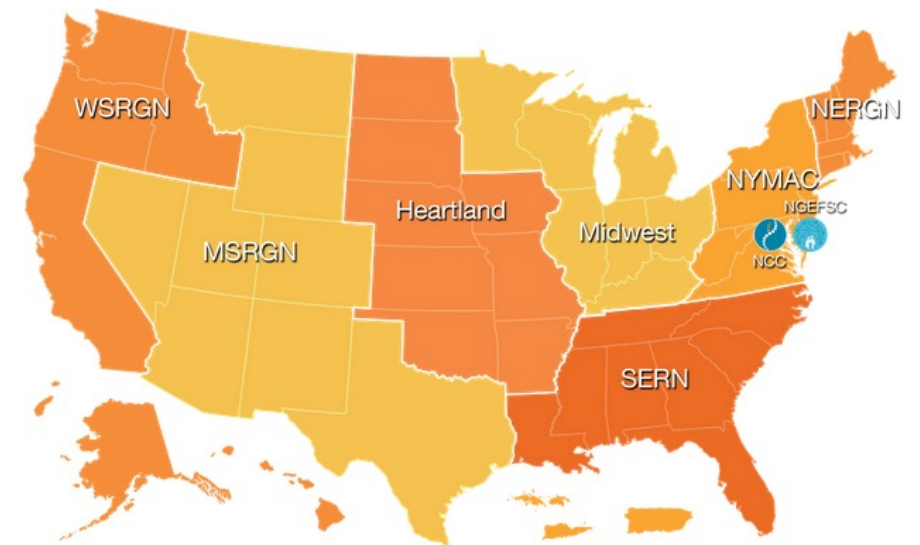 WSRGN
NERGN
NYMAC
NGEFSC
Heartland
Midwest
MSRGN
NCC
SERN